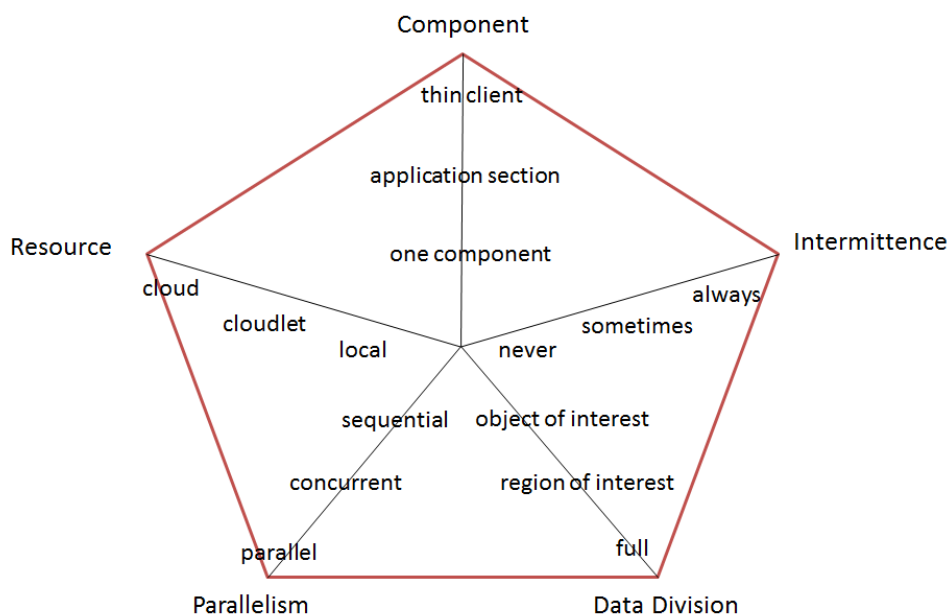 Component
thin client
application section
Resource
Intermittence
one component
cloud
always
cloudlet
sometimes
local
never
sequential
object of interest
concurrent
region of interest
parallel
full
Parallelism
Data Division